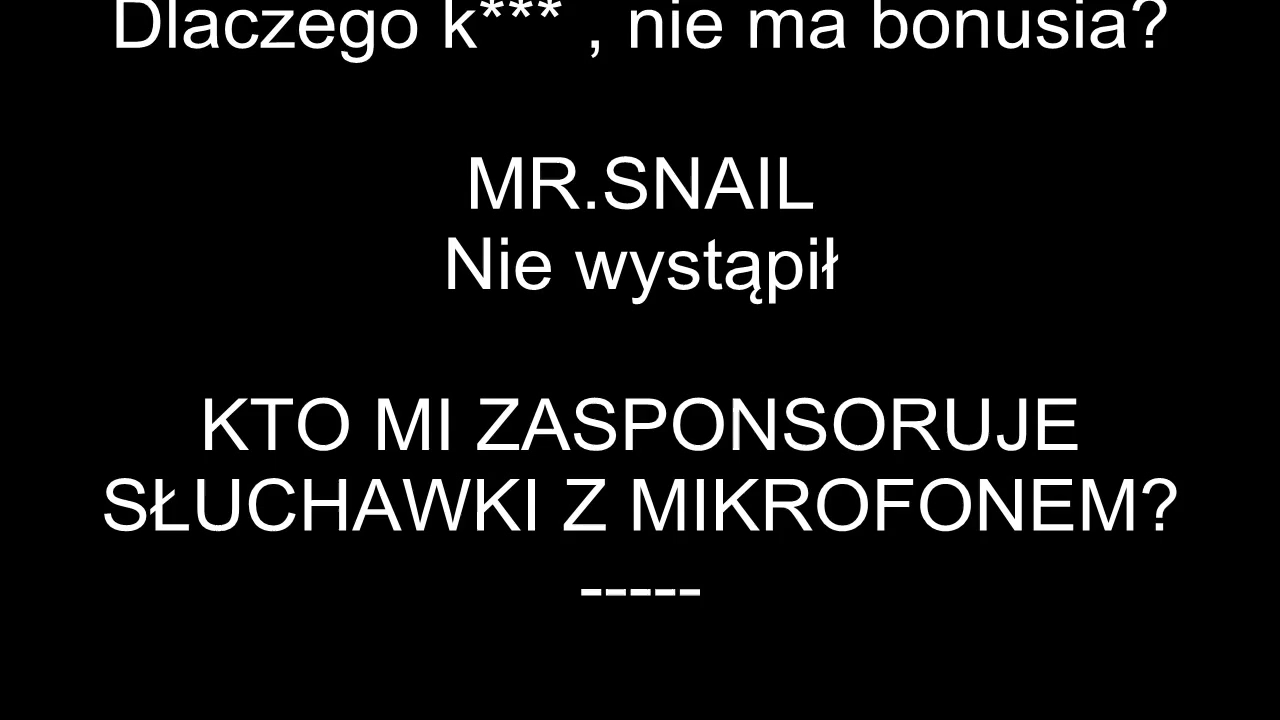 Dlaczego k*** , nie ma bonusia?
MR.SNAIL
Nie wystąpił
KTO MI ZASPONSORUJE
SŁUCHAWKI Z MIKROFONEM?
-----